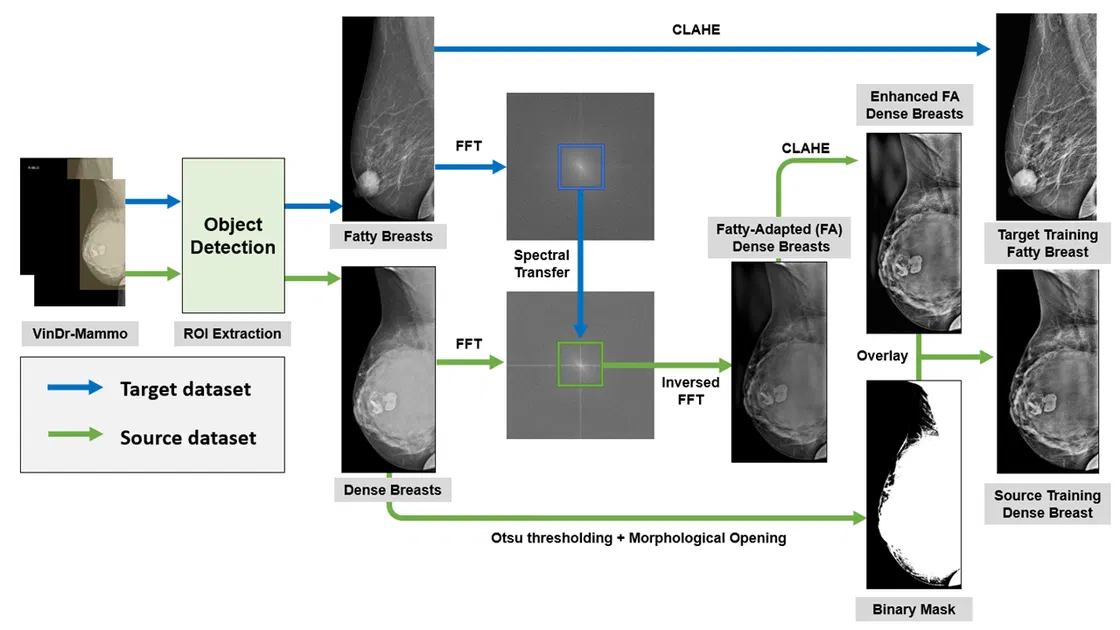 CLAHE
Enhanced FA
Dense Breasts
FFT
CLAHE
Object
Detection
Fatty Breasts
Fatty-Adapted (FA)
Dense Breasts
Target Training
Fatty Breast
Spectral
Transfer
VinDr-Mammo
ROI Extraction
FFT
Overlay
Inversed
FFT
Target dataset
Source dataset
Dense Breasts
Source Training
Dense Breast
Otsu thresholding + Morphological Opening
Binary Mask